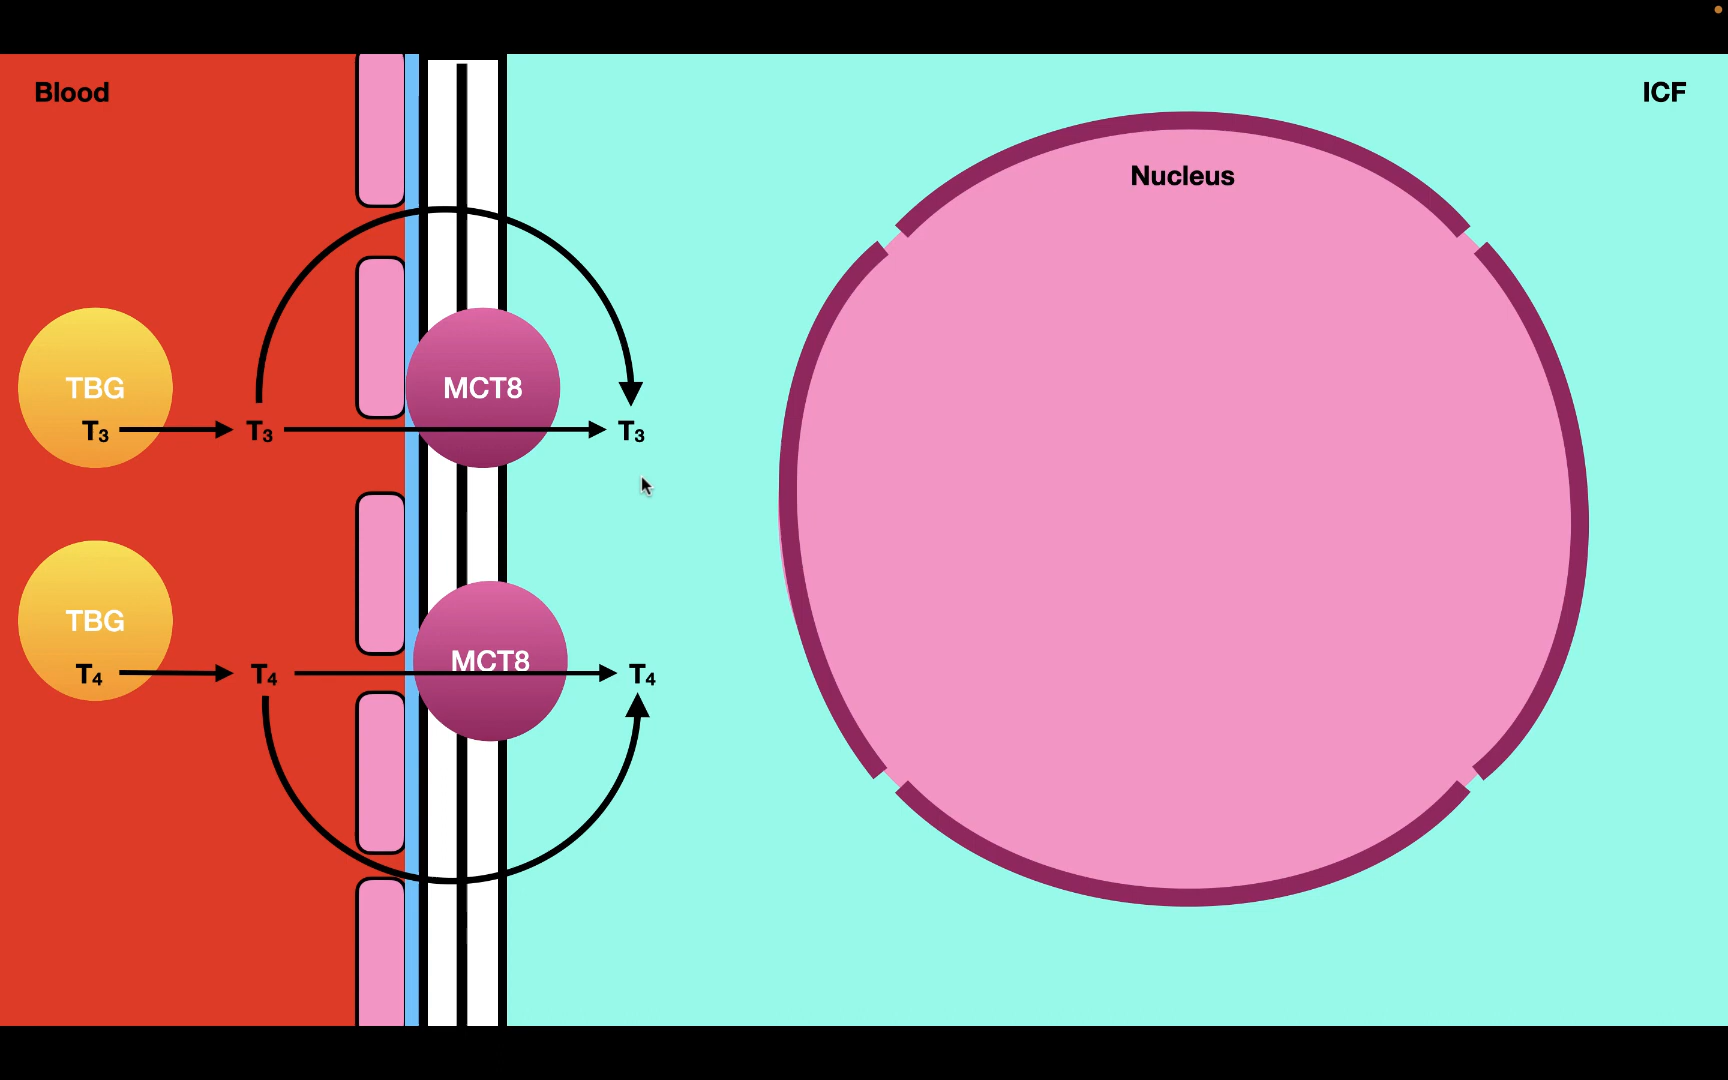 Blood
ICF
Nucleus
TBG
MCT8
T₃
T₃
T₃
TBG
MCT8
T₄
T₄
T₄